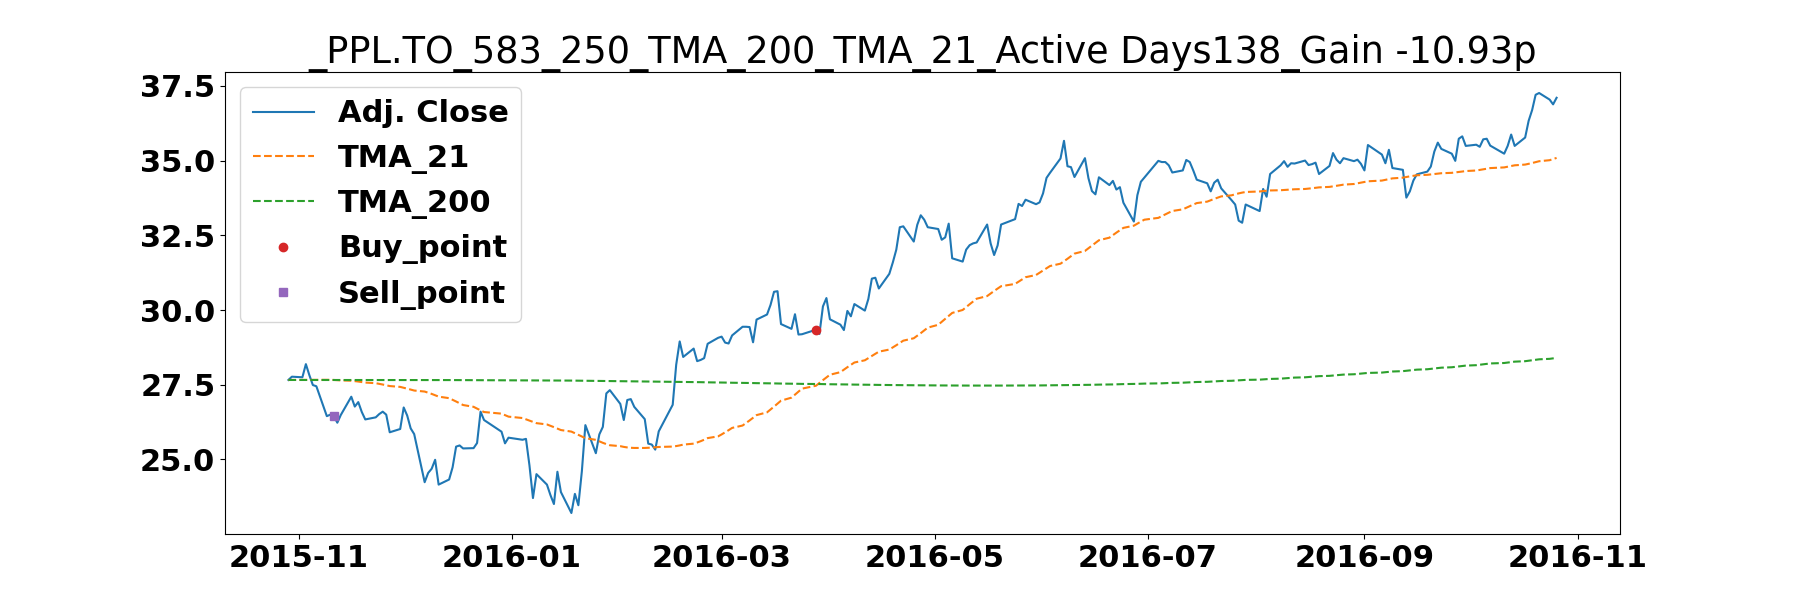 _PPL.TO_583_250_TMA_200_TMA_21_Active Days138_Gain -10.93p
37.5
35.0
32.5
30.0
27.5
25.0
Adj. Close
TMA_21
TMA_200
Buy_point
Sell_point
2015-11 2016-01 2016-03 2016-05 2016-07 2016-09 2016-11